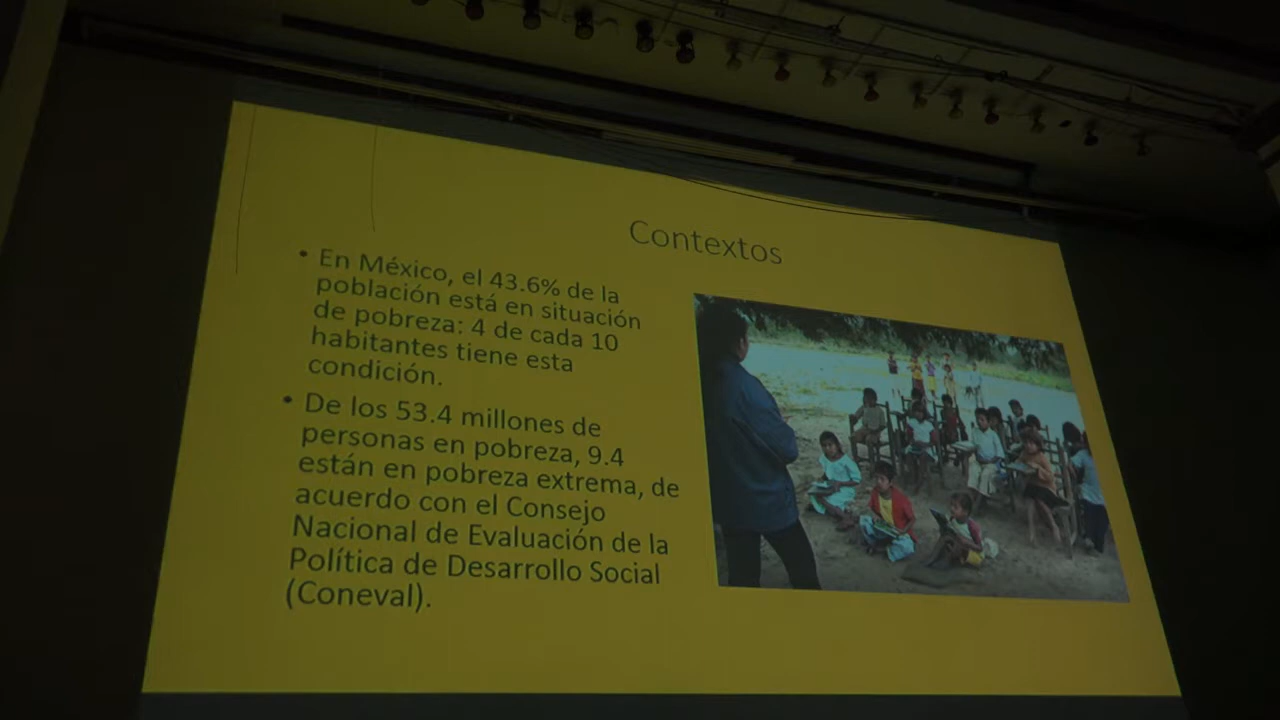 Contextos
• En México, el 43.6% de la
población está en situación
de pobreza: 4 de cada 10
habitantes tiene esta
condición.
• De los 53.4 millones de
personas en pobreza, 9.4
están en pobreza extrema, de
acuerdo con el Consejo
Nacional de Evaluación de la
Política de Desarrollo Social
(Coneval).